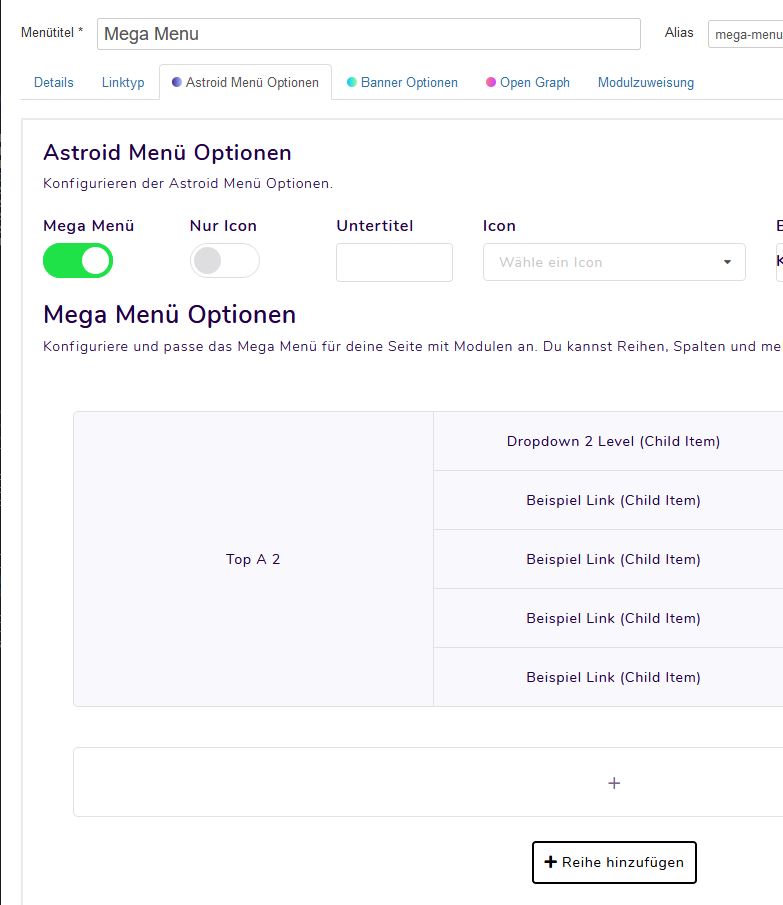 Menütitel * Mega Menu Alias mega-menu
Details Linktyp Astroid Menü Optionen Banner Optionen Open Graph Modulzuweisung
Astroid Menü Optionen
Konfigurieren der Astroid Menü Optionen.
Mega Menü Nur Icon Untertitel Icon
Wähle ein Icon
Mega Menü Optionen
Konfiguriere und passe das Mega Menü für deine Seite mit Modulen an. Du kannst Reihen, Spalten und me
Dropdown 2 Level (Child Item)
Beispiel Link (Child Item)
Top A 2 Beispiel Link (Child Item)
Beispiel Link (Child Item)
Beispiel Link (Child Item)
+
+ Reihe hinzufügen